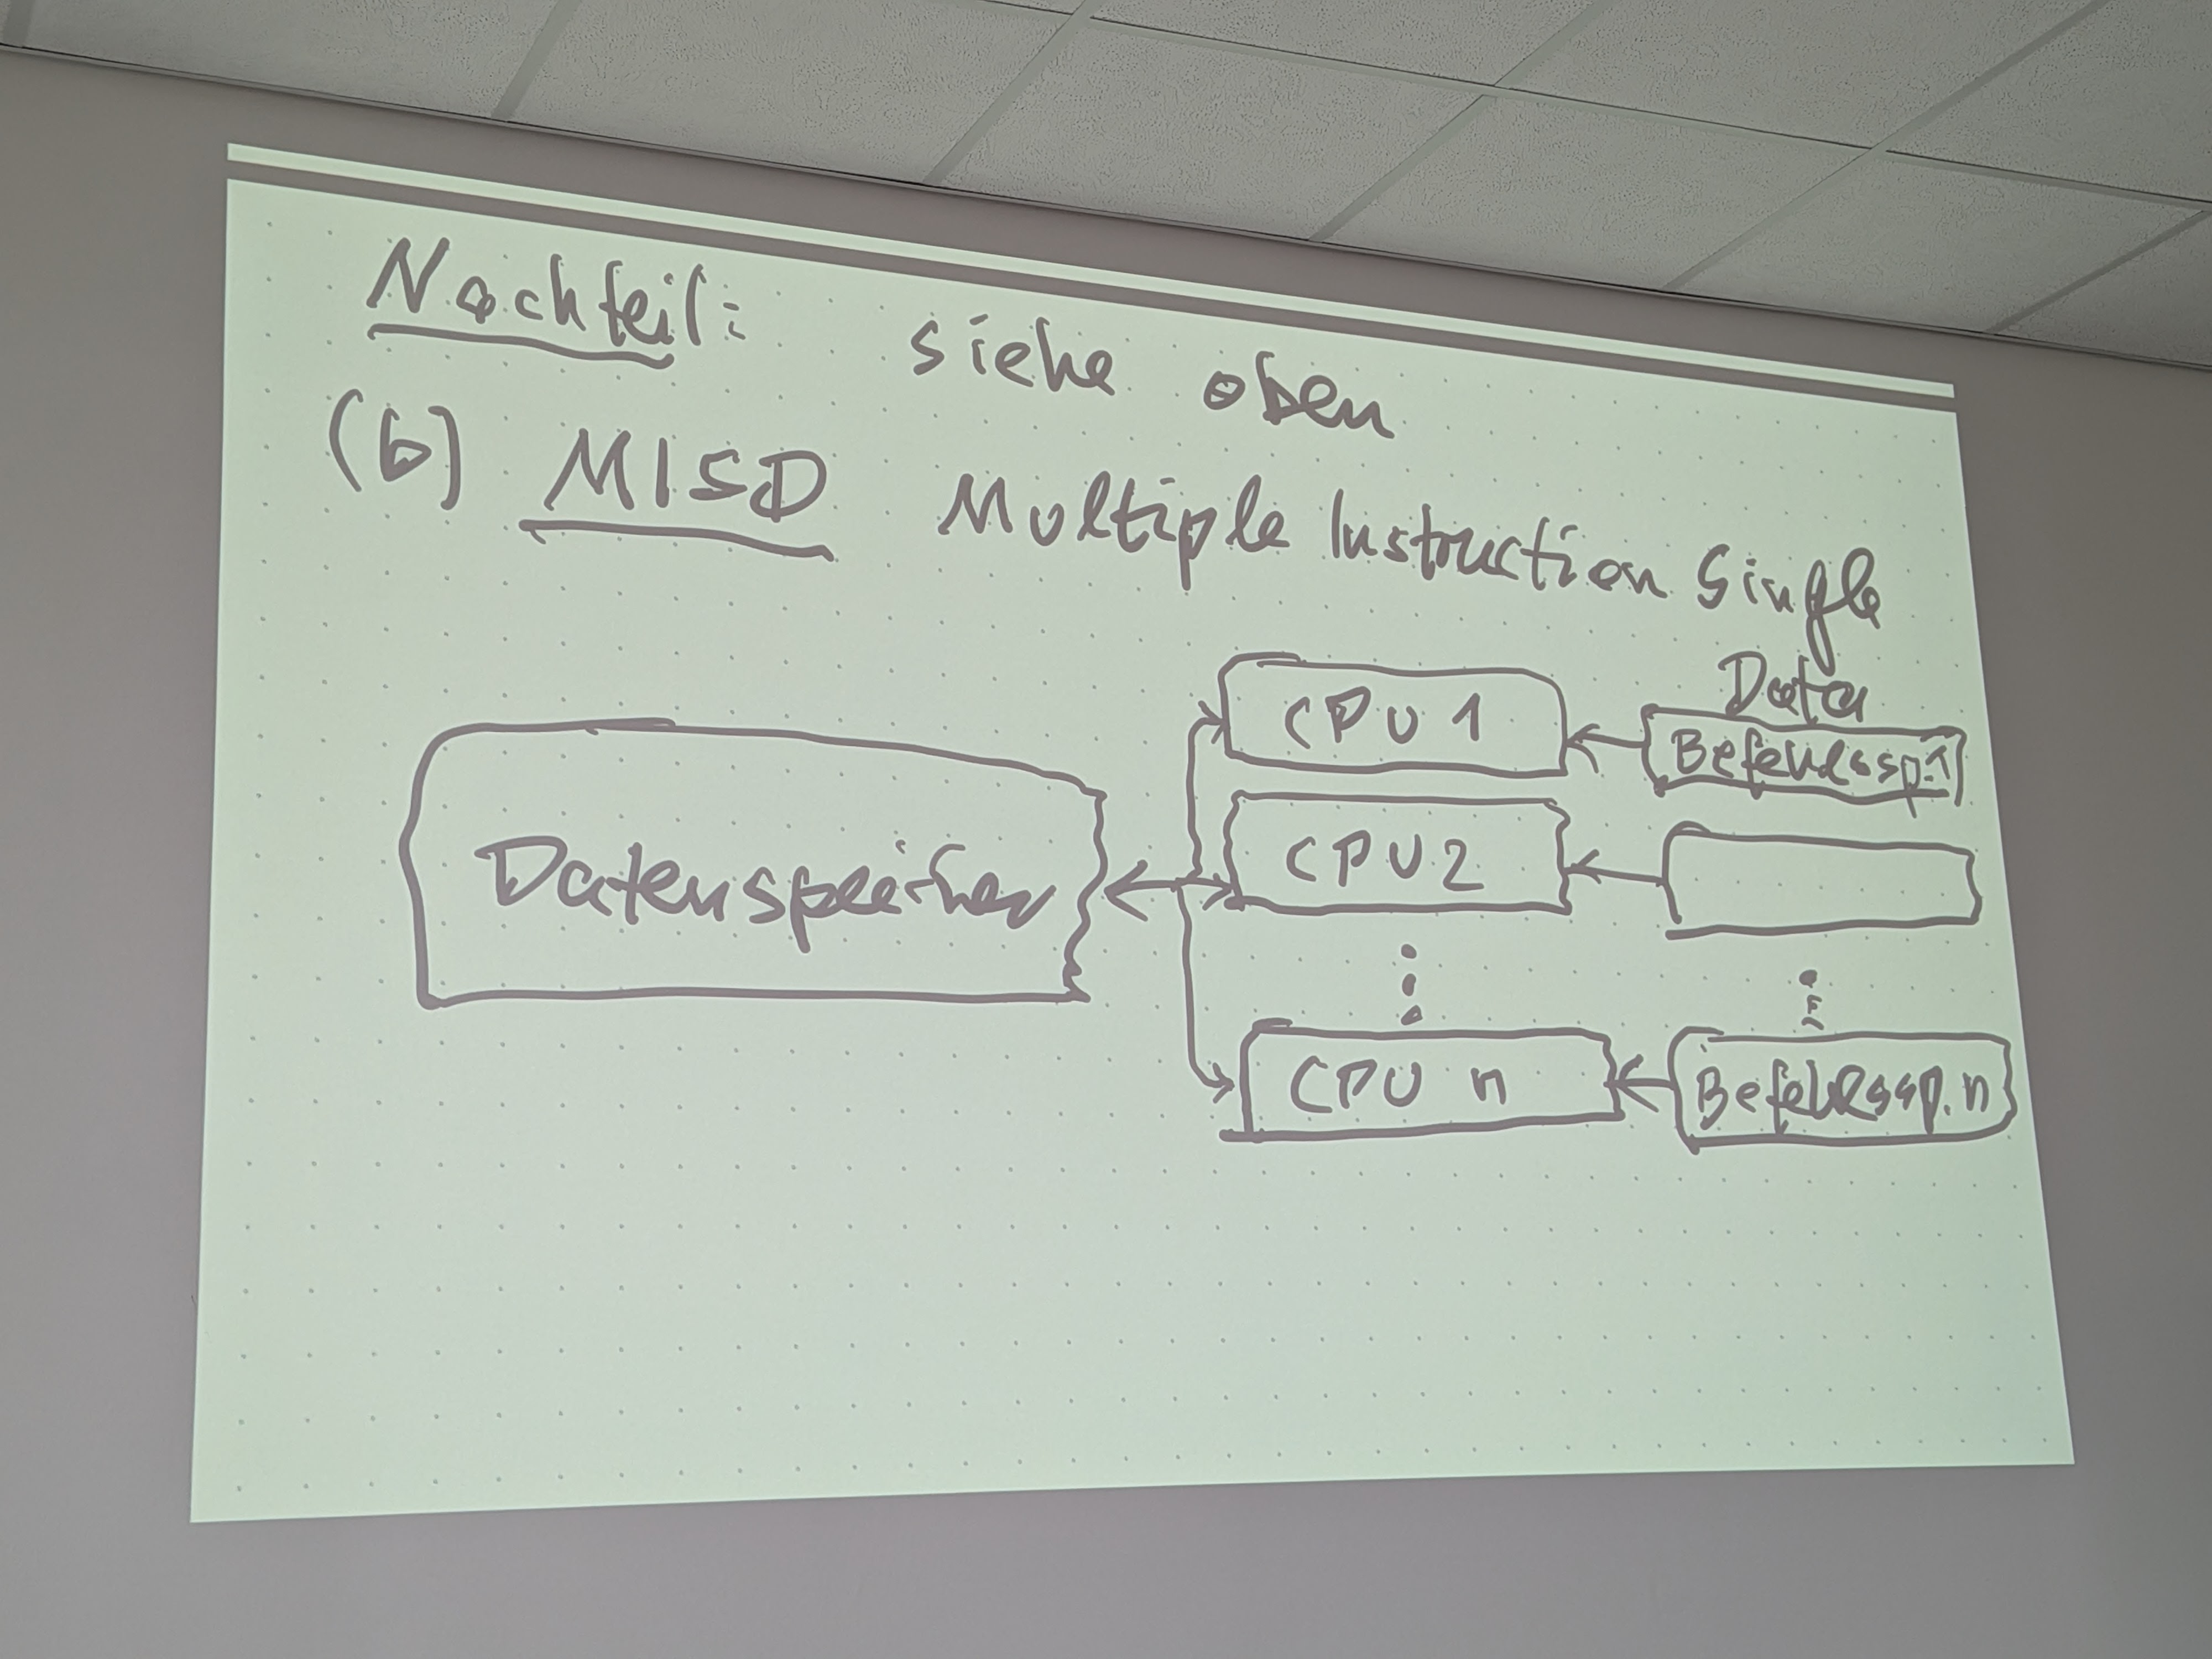 Nachteil: siehe oben
(b) MISD Multiple Instruction Single
Data
CPU 1
Befehlssp.1
Datenspeicher
CPU 2
CPU n
Befehlssp.n